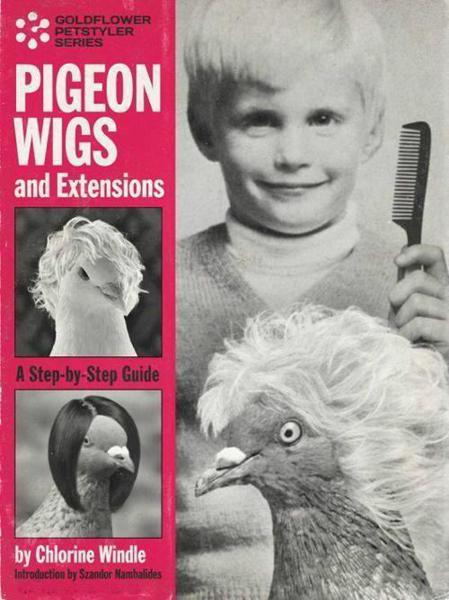 GOLDFLOWER
PETSTYLER
SERIES
PIGEON
WIGS
and Extensions
A Step-by-Step Guide
by Chlorine Windle
Introduction by Szandor Nambalides